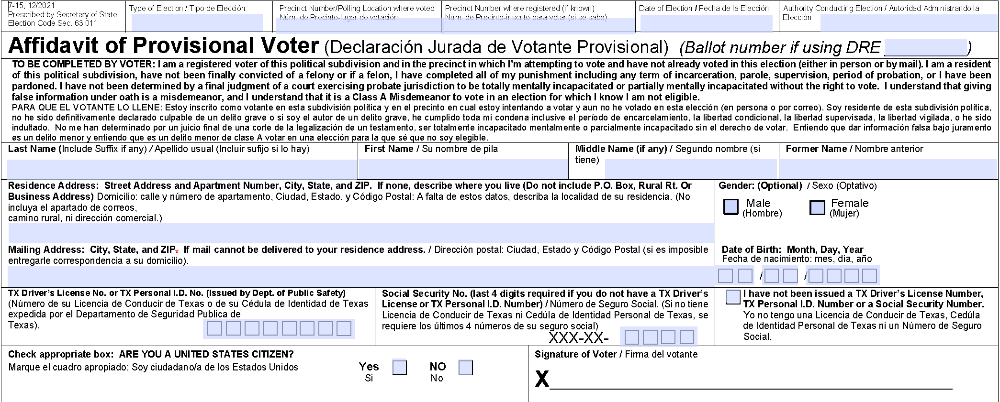 7-15, 12/2021
Prescribed by Secretary of State
Election Code Sec. 63.011
Type of Election / Tipo de Elección
Precinct Number/Polling Location where voted
Núm. de Precinto-lugar de votación
Precinct Number where registered (if known)
Núm. de Precinto-inscrito para votar (si se sabe)
Date of Election / Fecha de la Elección
Authority Conducting Election / Autoridad Administrando la
Elección
Affidavit of Provisional Voter (Declaración Jurada de Votante Provisional) (Ballot number if using DRE )
TO BE COMPLETED BY VOTER: I am a registered voter of this political subdivision and in the precinct in which I'm attempting to vote and have not already voted in this election (either in person or by mail). I am a resident
of this political subdivision, have not been finally convicted of a felony or if a felon, I have completed all of my punishment including any term of incarceration, parole, supervision, period of probation, or I have been
pardoned. I have not been determined by a final judgment of a court exercising probate jurisdiction to be totally mentally incapacitated or partially mentally incapacitated without the right to vote. I understand that giving
false information under oath is a misdemeanor, and I understand that it is a Class A Misdemeanor to vote in an election for which I know I am not eligible.
PARA QUE EL VOTANTE LO LLENE: Estoy inscrito como votante en esta subdivisión política y en el precinto en cual estoy intentando a votar y aun no he votado en esta elección (en persona o por correo). Soy residente de esta subdivisión política,
no he sido definitivamente declarado culpable de un delito grave o si soy el autor de un delito grave, he cumplido toda mi condena inclusive el período de encarcelamiento, la libertad condicional, la libertad supervisada, la libertad vigilada, o he sido
indultado. No me han determinado por un juicio final de una corte de la legalización de un testamento, ser totalmente incapacitado mentalmente o parcialmente incapacitado sin el derecho de votar. Entiendo que dar información falsa bajo juramento
es un delito menor y entiendo que es un delito menor de clase A votar en una elección para la que sé que no soy elegible.
Last Name (Include Suffix if any) / Apellido usual (Incluir sufijo si lo hay)
First Name / Su nombre de pila
Middle Name (if any) / Segundo nombre (si
tiene)
Former Name / Nombre anterior
Residence Address: Street Address and Apartment Number, City, State, and ZIP. If none, describe where you live (Do not include P.O. Box, Rural Rt. Or
Business Address) Domicilio: calle y número de apartamento, Ciudad, Estado, y Código Postal: A falta de estos datos, describa la localidad de su residencia. (No
incluya el apartado de correos,
camino rural, ni dirección comercial.)
Gender: (Optional) / Sexo (Optativo)
Male
(Hombre)
Female
(Mujer)
Mailing Address: City, State, and ZIP. If mail cannot be delivered to your residence address. / Dirección postal: Ciudad, Estado y Código Postal (si es imposible
entregarle correspondencia a su domicilio).
Date of Birth: Month, Day, Year
Fecha de nacimiento: mes, día, año
/ /
TX Driver's License No. or TX Personal I.D. No. (Issued by Dept. of Public Safety)
(Número de su Licencia de Conducir de Texas o de su Cédula de Identidad de Texas
expedida por el Departamento de Seguridad Publica de
Texas).
Social Security No. (last 4 digits required if you do not have a TX Driver's
License or TX Personal I.D. Number) / Número de Seguro Social. (Si no tiene
Licencia de Conducir de Texas ni Cedúla de Identidad Personal de Texas, se
requiere los últimos 4 números de su seguro social)
XXX-XX-
I have not been issued a TX Driver's License Number,
TX Personal I.D. Number or a Social Security Number.
Yo no tengo una Licencia de Conducir de Texas, Cedúla
de Identidad Personal de Texas ni un Número de Seguro
Social.
Check appropriate box: ARE YOU A UNITED STATES CITIZEN?
Marque el cuadro apropiado: Soy ciudadano/a de los Estados Unidos
Yes
Si
NO
No
Signature of Voter / Firma del votante
X